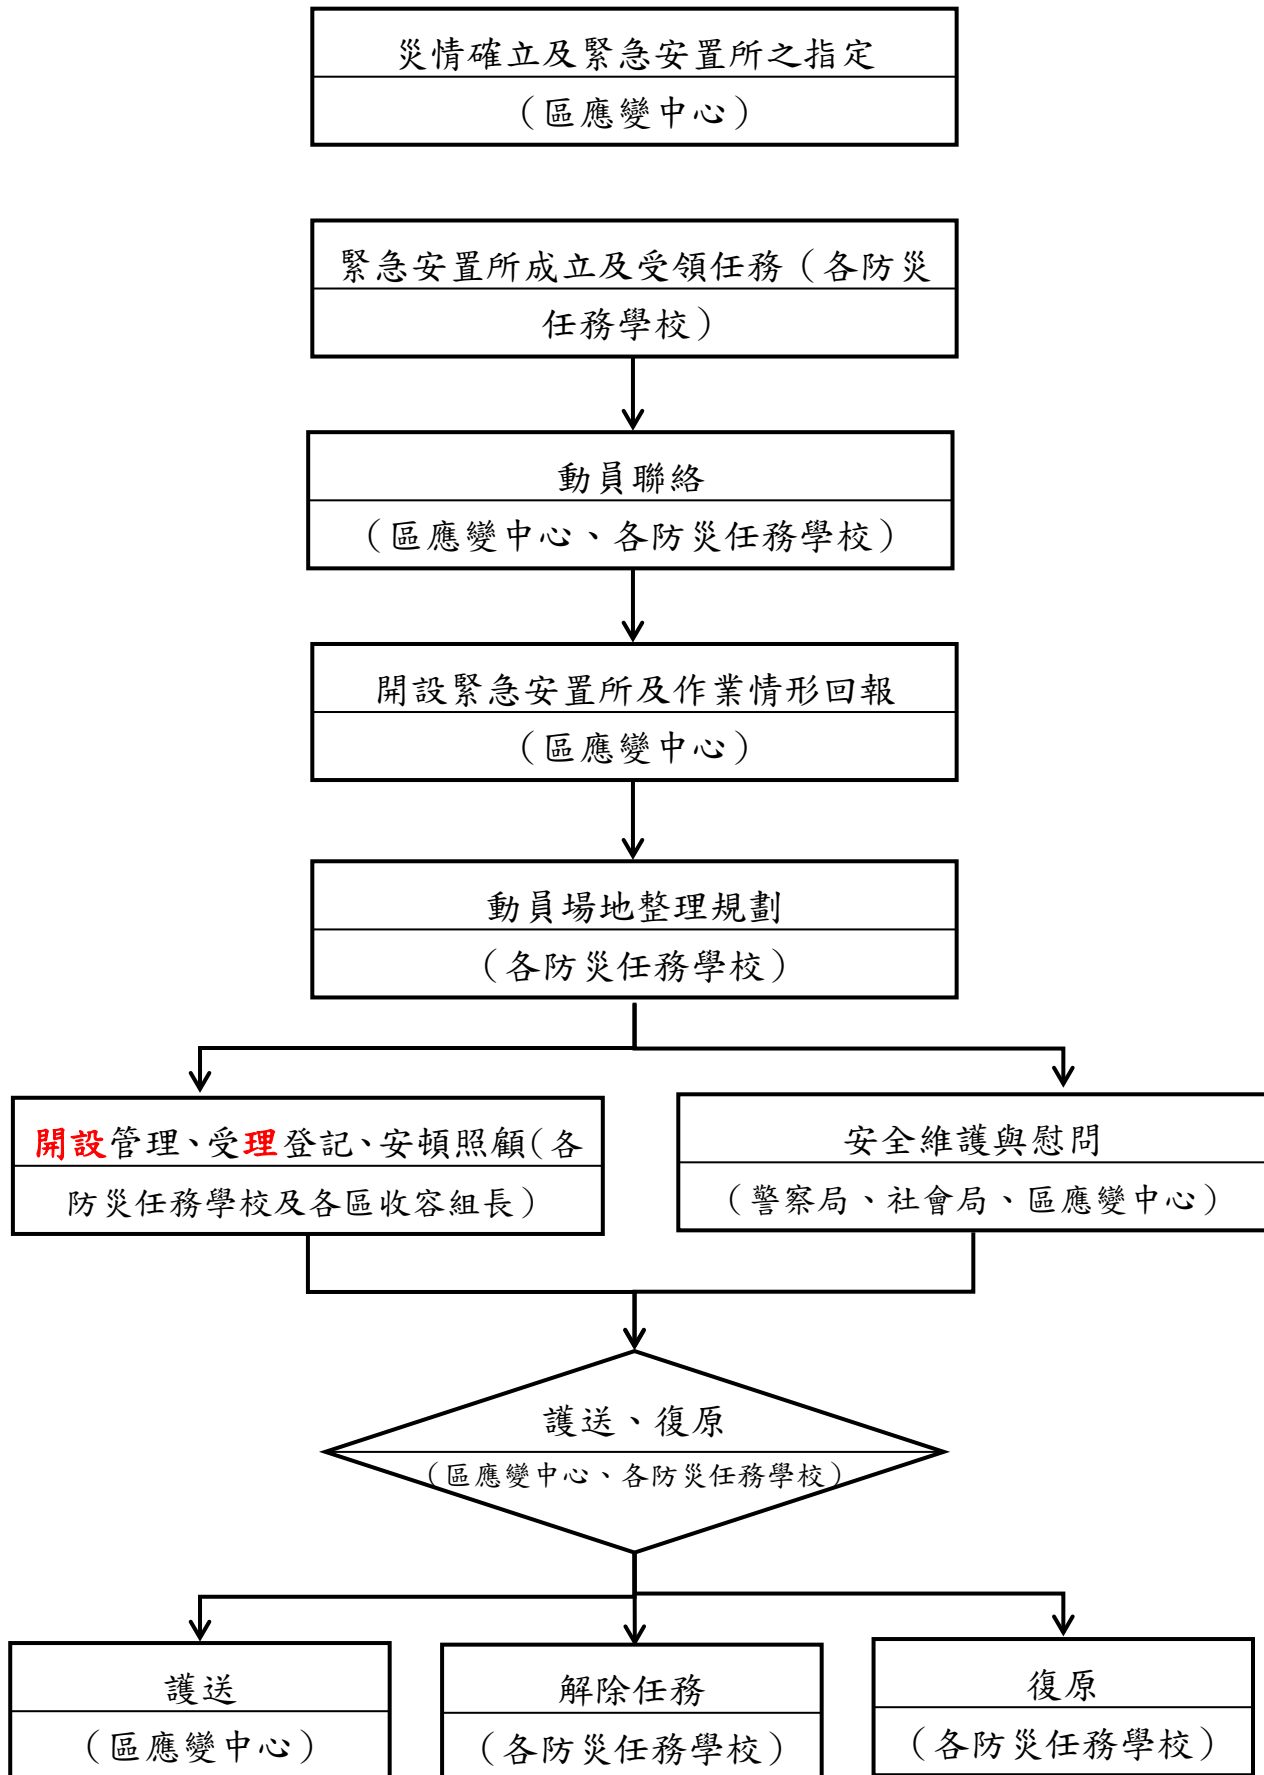 災情確立及緊急安置所之指定
（區應變中心）
緊急安置所成立及受領任務（各防災
任務學校）
動員聯絡
（區應變中心、各防災任務學校）
開設緊急安置所及作業情形回報
（區應變中心）
動員場地整理規劃
（各防災任務學校）
開設管理、受理登記、安頓照顧(各
防災任務學校及各區收容組長）
安全維護與慰問
（警察局、社會局、區應變中心）
護送、復原
（區應變中心、各防災任務學校）
護送
（區應變中心）
解除任務
（各防災任務學校）
復原
（各防災任務學校）